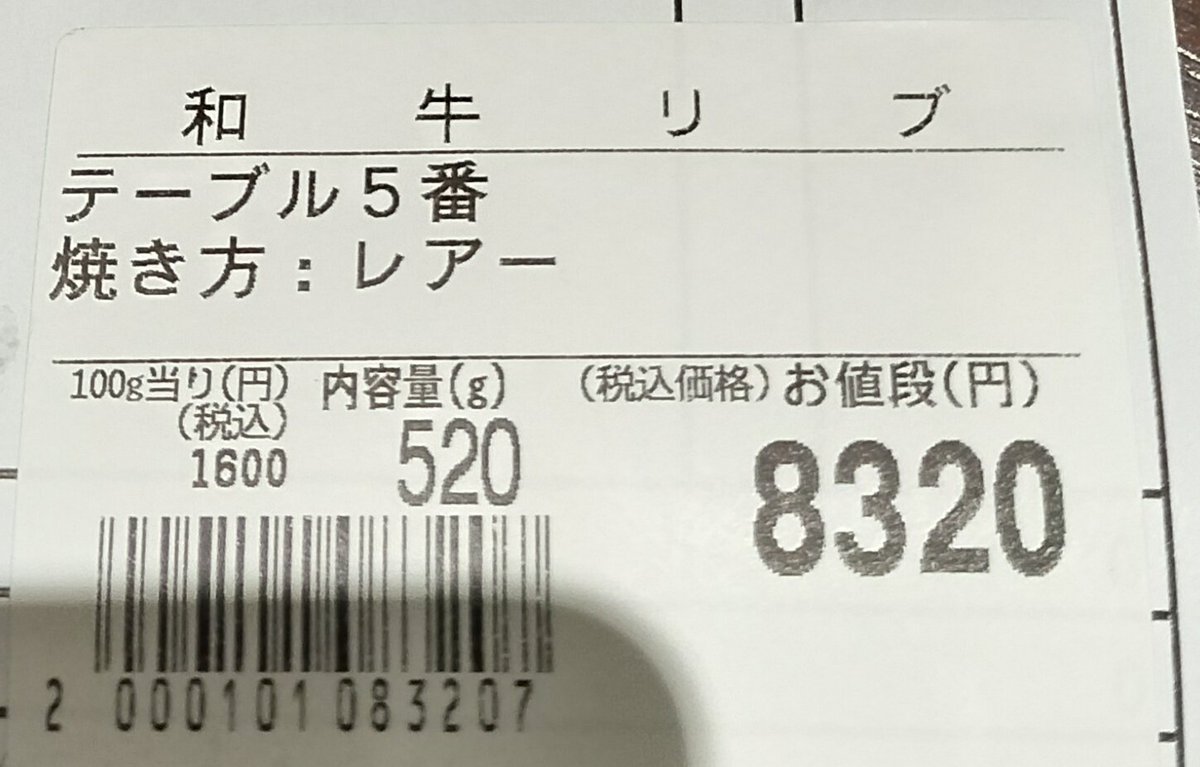 和牛リブ
テーブル5番
焼き方：レアー
100g当り(円) 内容量(g) (税込価格)お値段(円)
(税込)
1600 520 8320
2 000101 083207